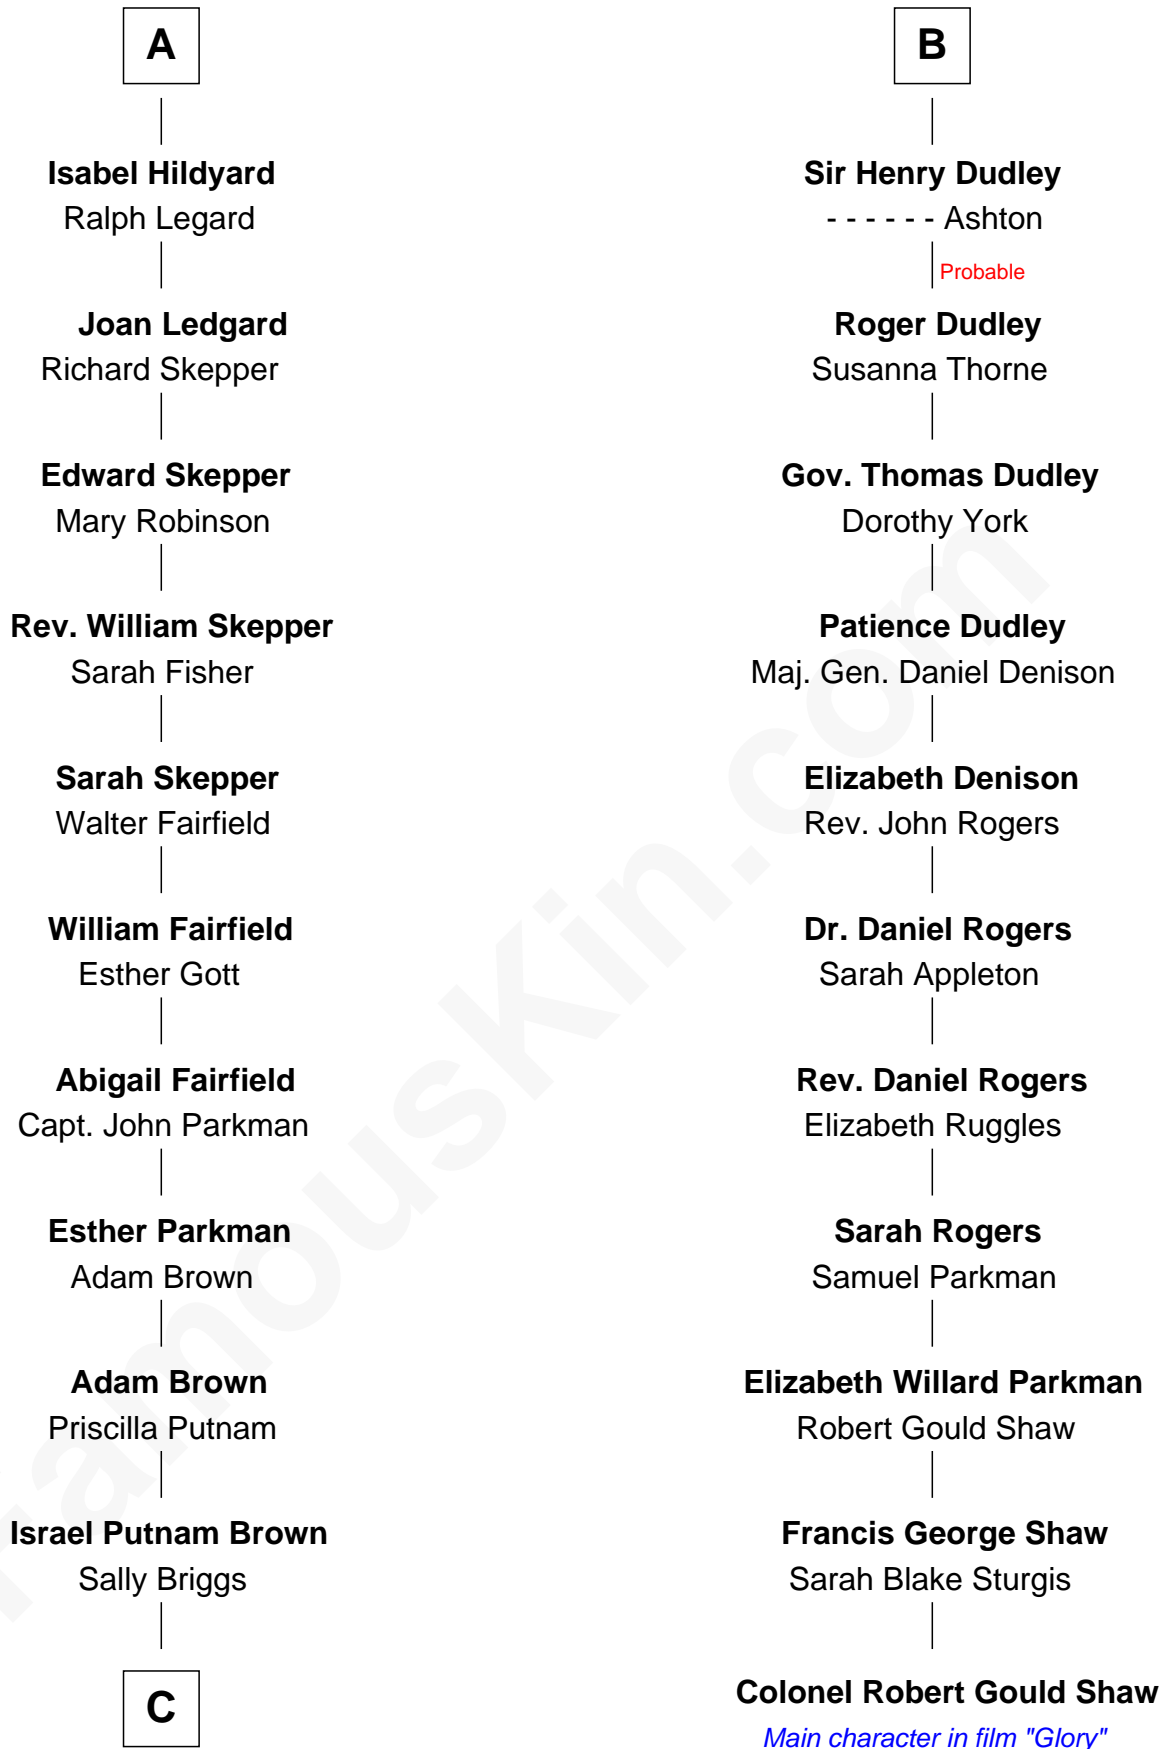 A
Isabel Hildyard
Ralph Legard
Joan Ledgard
Richard Skepper
Edward Skepper
Mary Robinson
Rev. William Skepper
Sarah Fisher
Sarah Skepper
Walter Fairfield
William Fairfield
Esther Gott
Abigail Fairfield
Capt. John Parkman
Esther Parkman
Adam Brown
Adam Brown
Priscilla Putnam
Israel Putnam Brown
Sally Briggs
C
B
Sir Henry Dudley
- - - - - - Ashton
Probable
Roger Dudley
Susanna Thorne
Gov. Thomas Dudley
Dorothy York
Patience Dudley
Maj. Gen. Daniel Denison
Elizabeth Denison
Rev. John Rogers
Dr. Daniel Rogers
Sarah Appleton
Rev. Daniel Rogers
Elizabeth Ruggles
Sarah Rogers
Samuel Parkman
Elizabeth Willard Parkman
Robert Gould Shaw
Francis George Shaw
Sarah Blake Sturgis
Colonel Robert Gould Shaw
Main character in film "Glory"
FamousKin.com